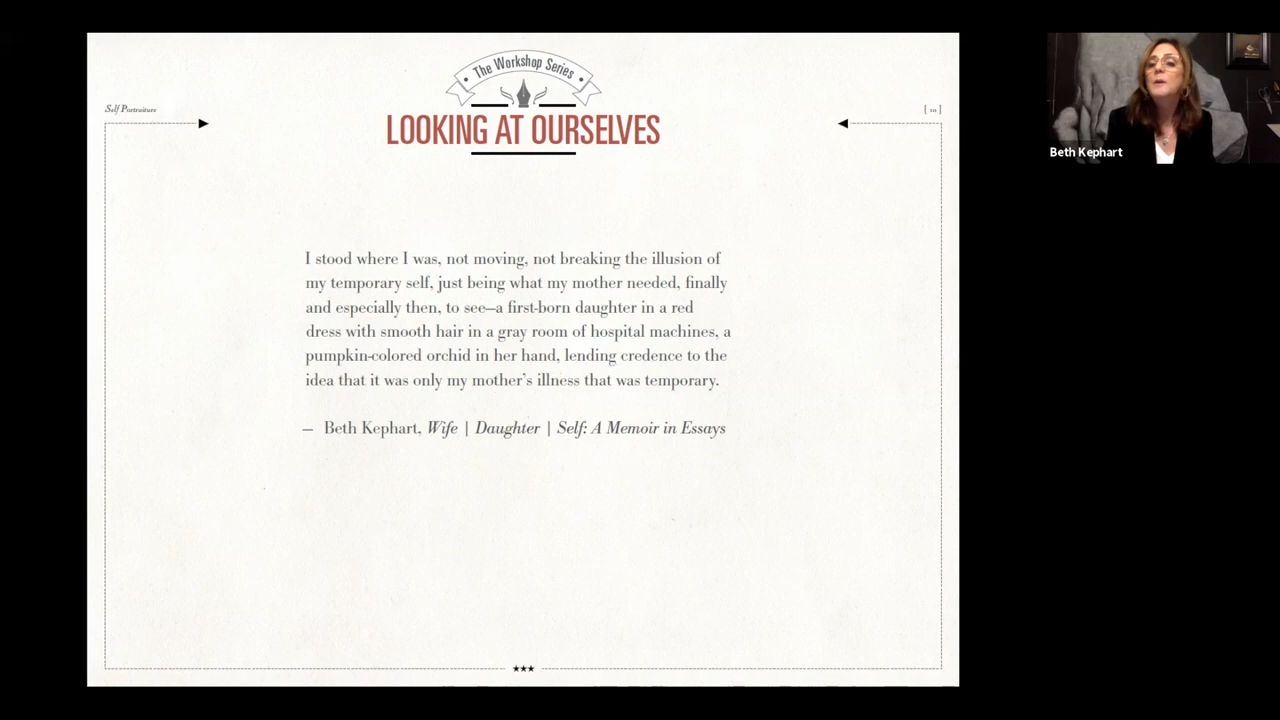 The Workshop Series
Self Portraiture
[ 10 ]
LOOKING AT OURSELVES
I stood where I was, not moving, not breaking the illusion of
my temporary self, just being what my mother needed, finally
and especially then, to see—a first-born daughter in a red
dress with smooth hair in a gray room of hospital machines, a
pumpkin-colored orchid in her hand, lending credence to the
idea that it was only my mother's illness that was temporary.
— Beth Kephart, Wife | Daughter | Self: A Memoir in Essays
Beth Kephart